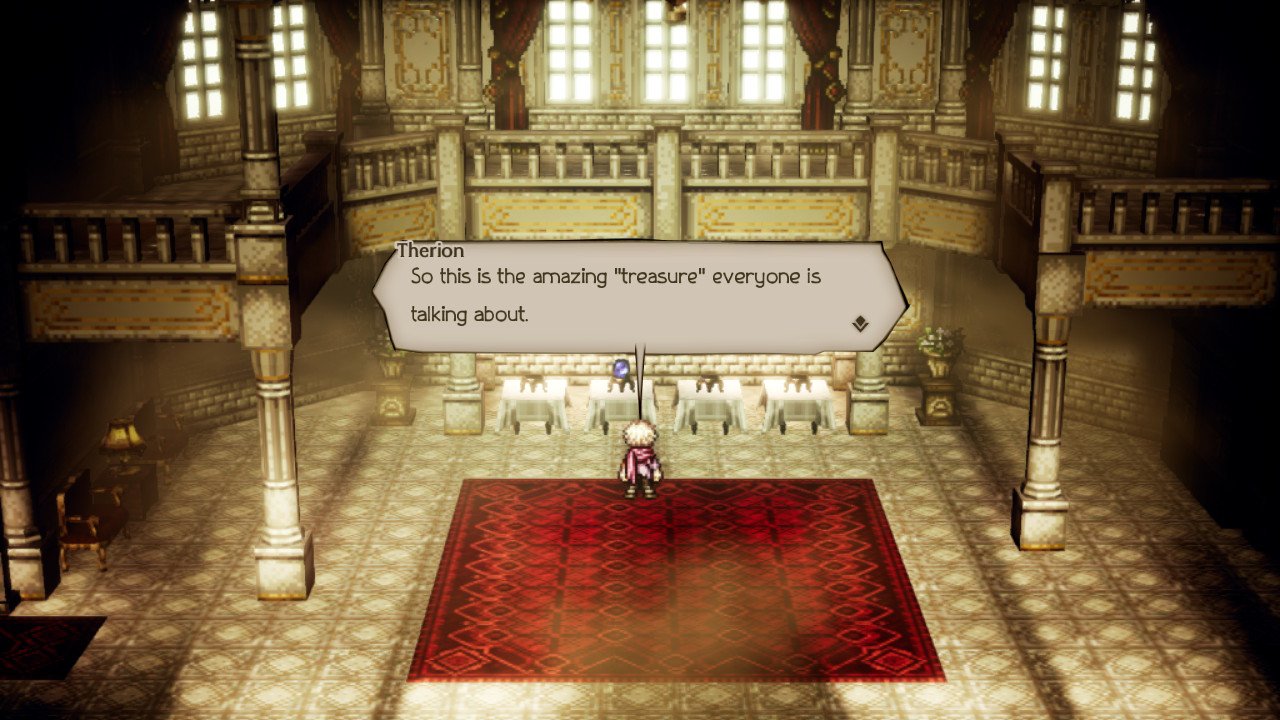 Therion
So this is the amazing "treasure" everyone is
talking about.